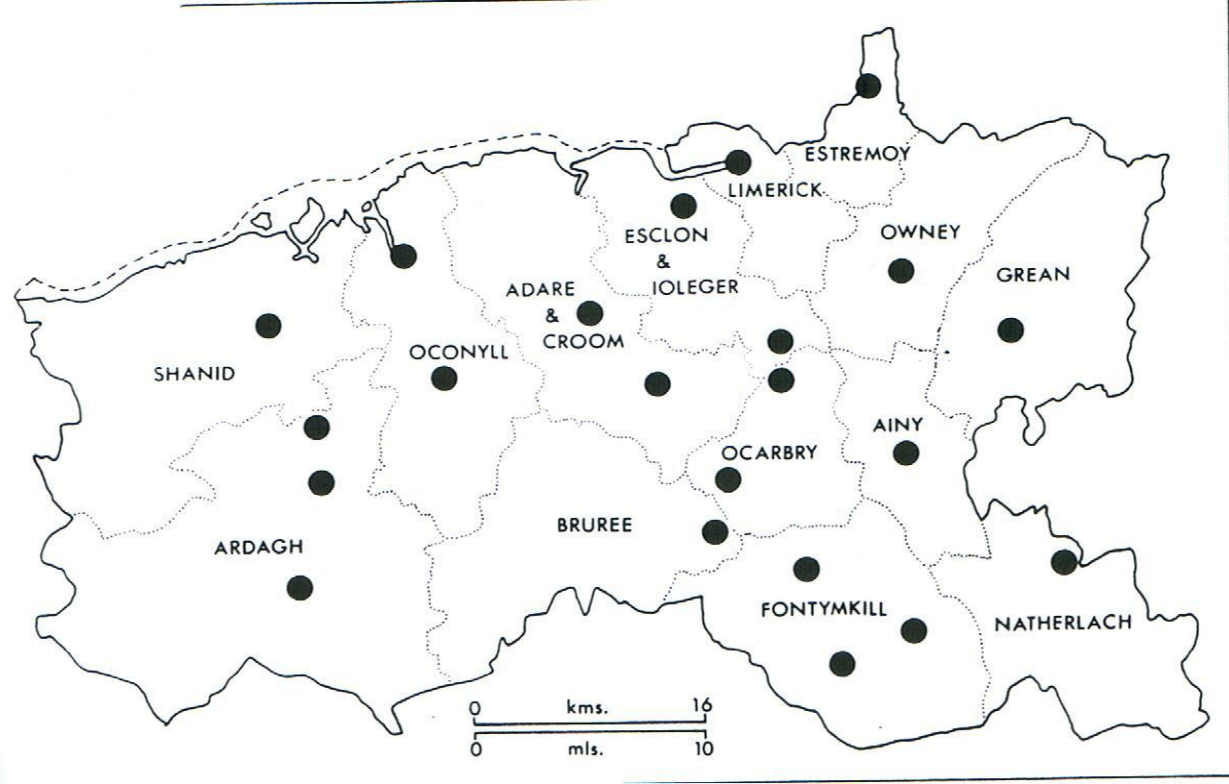 ESTREMOY
LIMERICK
ESCLON
&
IOLEGER
OWNEY
GREAN
ADARE
&
CROOM
OCONYLL
SHANID
AINY
OCARBRY
BRUREE
ARDAGH
FONTYMKILL
NATHERLACH
0 kms. 16
0 mls. 10